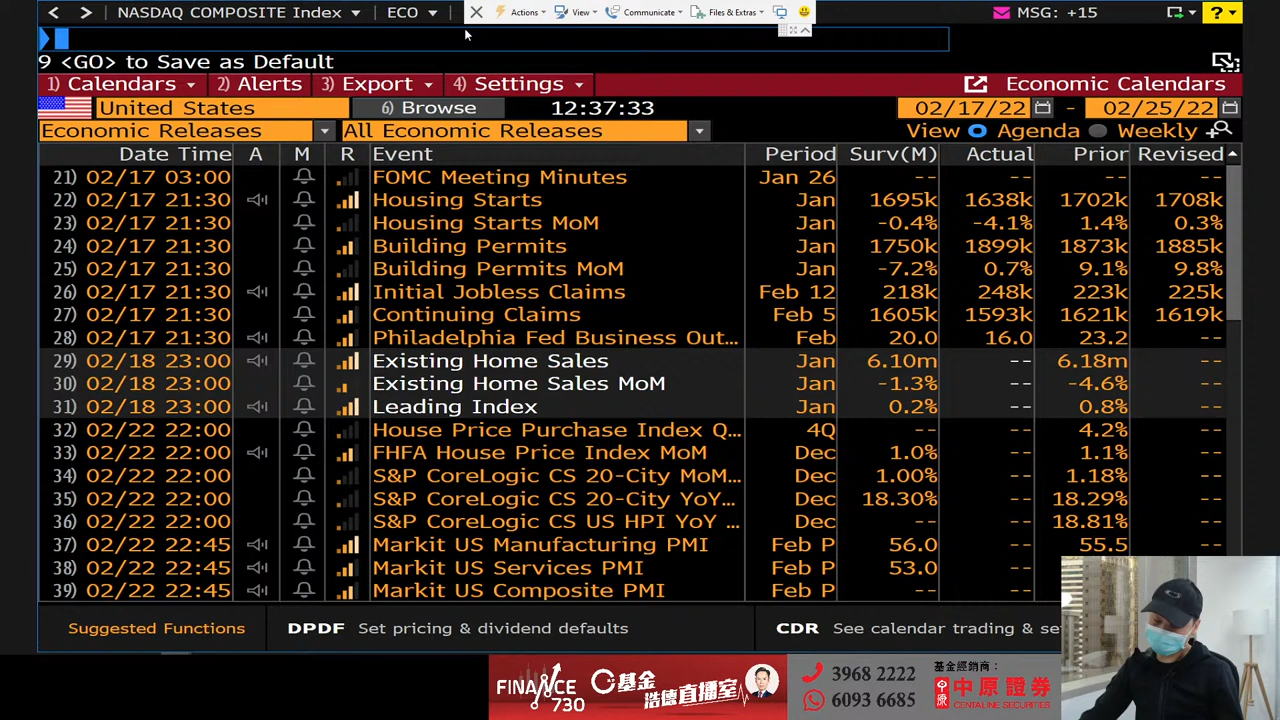 < > NASDAQ COMPOSITE Index ▾ ECO ▾ Actions View Communicate Files & Extras MSG: +15 ?
9 <GO> to Save as Default
1) Calendars 2) Alerts 3) Export 4) Settings Economic Calendars
United States 6) Browse 12:37:33 02/17/22 - 02/25/22
Economic Releases All Economic Releases View Agenda Weekly
Date Time A M R Event Period Surv(M) Actual Prior Revised
21) 02/17 03:00 FOMC Meeting Minutes Jan 26 -- -- -- --
22) 02/17 21:30 Housing Starts Jan 1695k 1638k 1702k 1708k
23) 02/17 21:30 Housing Starts MoM Jan -0.4% -4.1% 1.4% 0.3%
24) 02/17 21:30 Building Permits Jan 1750k 1899k 1873k 1885k
25) 02/17 21:30 Building Permits MoM Jan -7.2% 0.7% 9.1% 9.8%
26) 02/17 21:30 Initial Jobless Claims Feb 12 218k 248k 223k 225k
27) 02/17 21:30 Continuing Claims Feb 5 1605k 1593k 1621k 1619k
28) 02/17 21:30 Philadelphia Fed Business Out... Feb 20.0 16.0 23.2 --
29) 02/18 23:00 Existing Home Sales Jan 6.10m -- 6.18m --
30) 02/18 23:00 Existing Home Sales MoM Jan -1.3% -- -4.6% --
31) 02/18 23:00 Leading Index Jan 0.2% -- 0.8% --
32) 02/22 22:00 House Price Purchase Index Q... 4Q -- -- 4.2% --
33) 02/22 22:00 FHFA House Price Index MoM Dec 1.0% -- 1.1% --
34) 02/22 22:00 S&P CoreLogic CS 20-City MoM... Dec 1.00% -- 1.18% --
35) 02/22 22:00 S&P CoreLogic CS 20-City YoY... Dec 18.30% -- 18.29% --
36) 02/22 22:00 S&P CoreLogic CS US HPI YoY ... Dec -- -- 18.81% --
37) 02/22 22:45 Markit US Manufacturing PMI Feb P 56.0 -- 55.5 --
38) 02/22 22:45 Markit US Services PMI Feb P 53.0 --
39) 02/22 22:45 Markit US Composite PMI Feb P -- --
Suggested Functions DPDF Set pricing & dividend defaults CDR See calendar trading & se
FINANCE 730
基金
浩德直播室
3968 2222
6093 6685
基金經銷商：
中原證券
CENTALINE SECURITIES